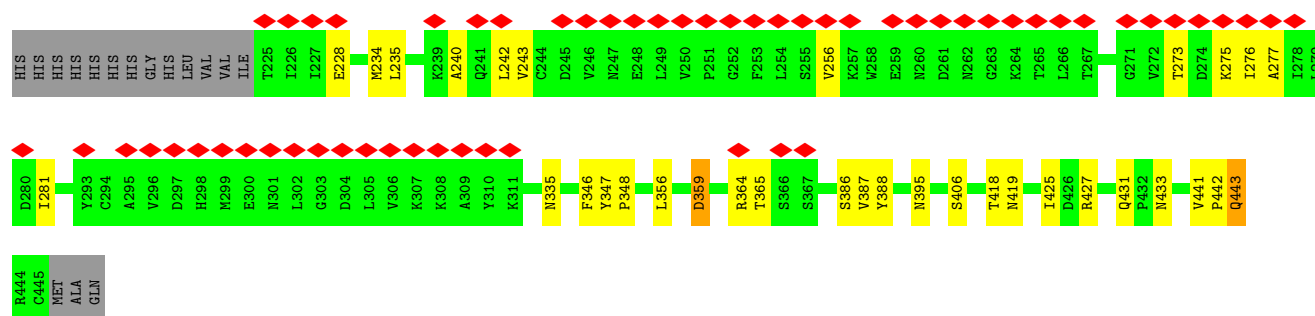 HIS HIS HIS HIS HIS HIS HIS GLY HIS LEU VAL VAL ILE T225 I226 I227 E228 M234 L235 K239 A240 Q241 L242 V243 C244 D245 V246 N247 E248 L249 V250 P251 G252 F253 L254 S255 V256 K257 W258 E259 N260 D261 N262 G263 K264 T265 L266 T267 G271 V272 T273 D274 K275 I276 A277 I278 L279
D280 I281 Y293 C294 A295 V296 D297 H298 M299 E300 N301 L302 G303 D304 L305 V306 K307 K308 A309 Y310 K311 N335 F346 Y347 P348 L356 D359 R364 T365 S366 S367 S386 V387 Y388 N395 S406 T418 N419 I425 D426 R427 Q431 P432 N433 V441 P442 Q443
R444 C445 MET ALA GLN